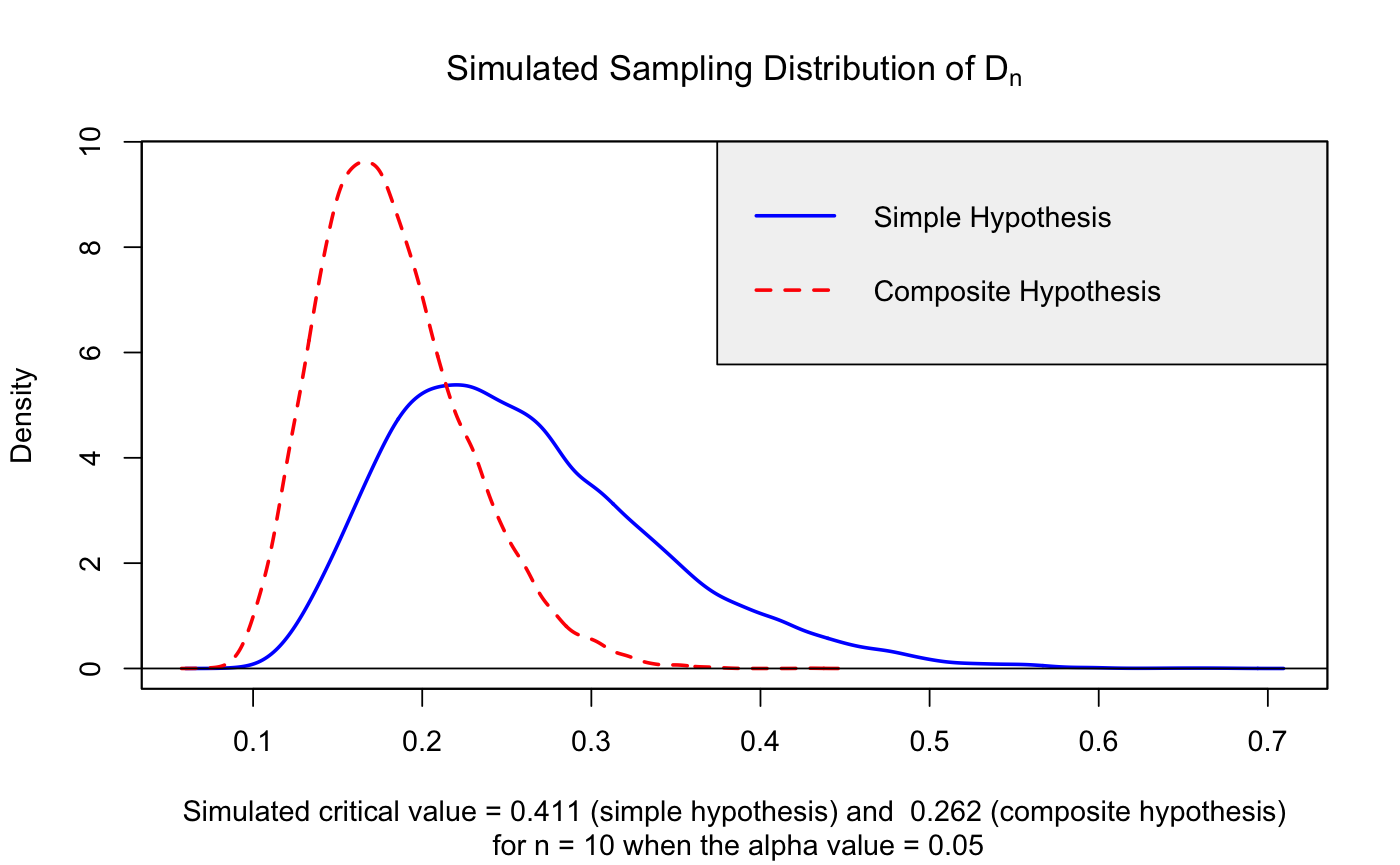 Simulated Sampling Distribution of Dn
10
8
6
4
2
0
Density
Simple Hypothesis
Composite Hypothesis
0.1 0.2 0.3 0.4 0.5 0.6 0.7
Simulated critical value = 0.411 (simple hypothesis) and  0.262 (composite hypothesis)
for n = 10 when the alpha value = 0.05